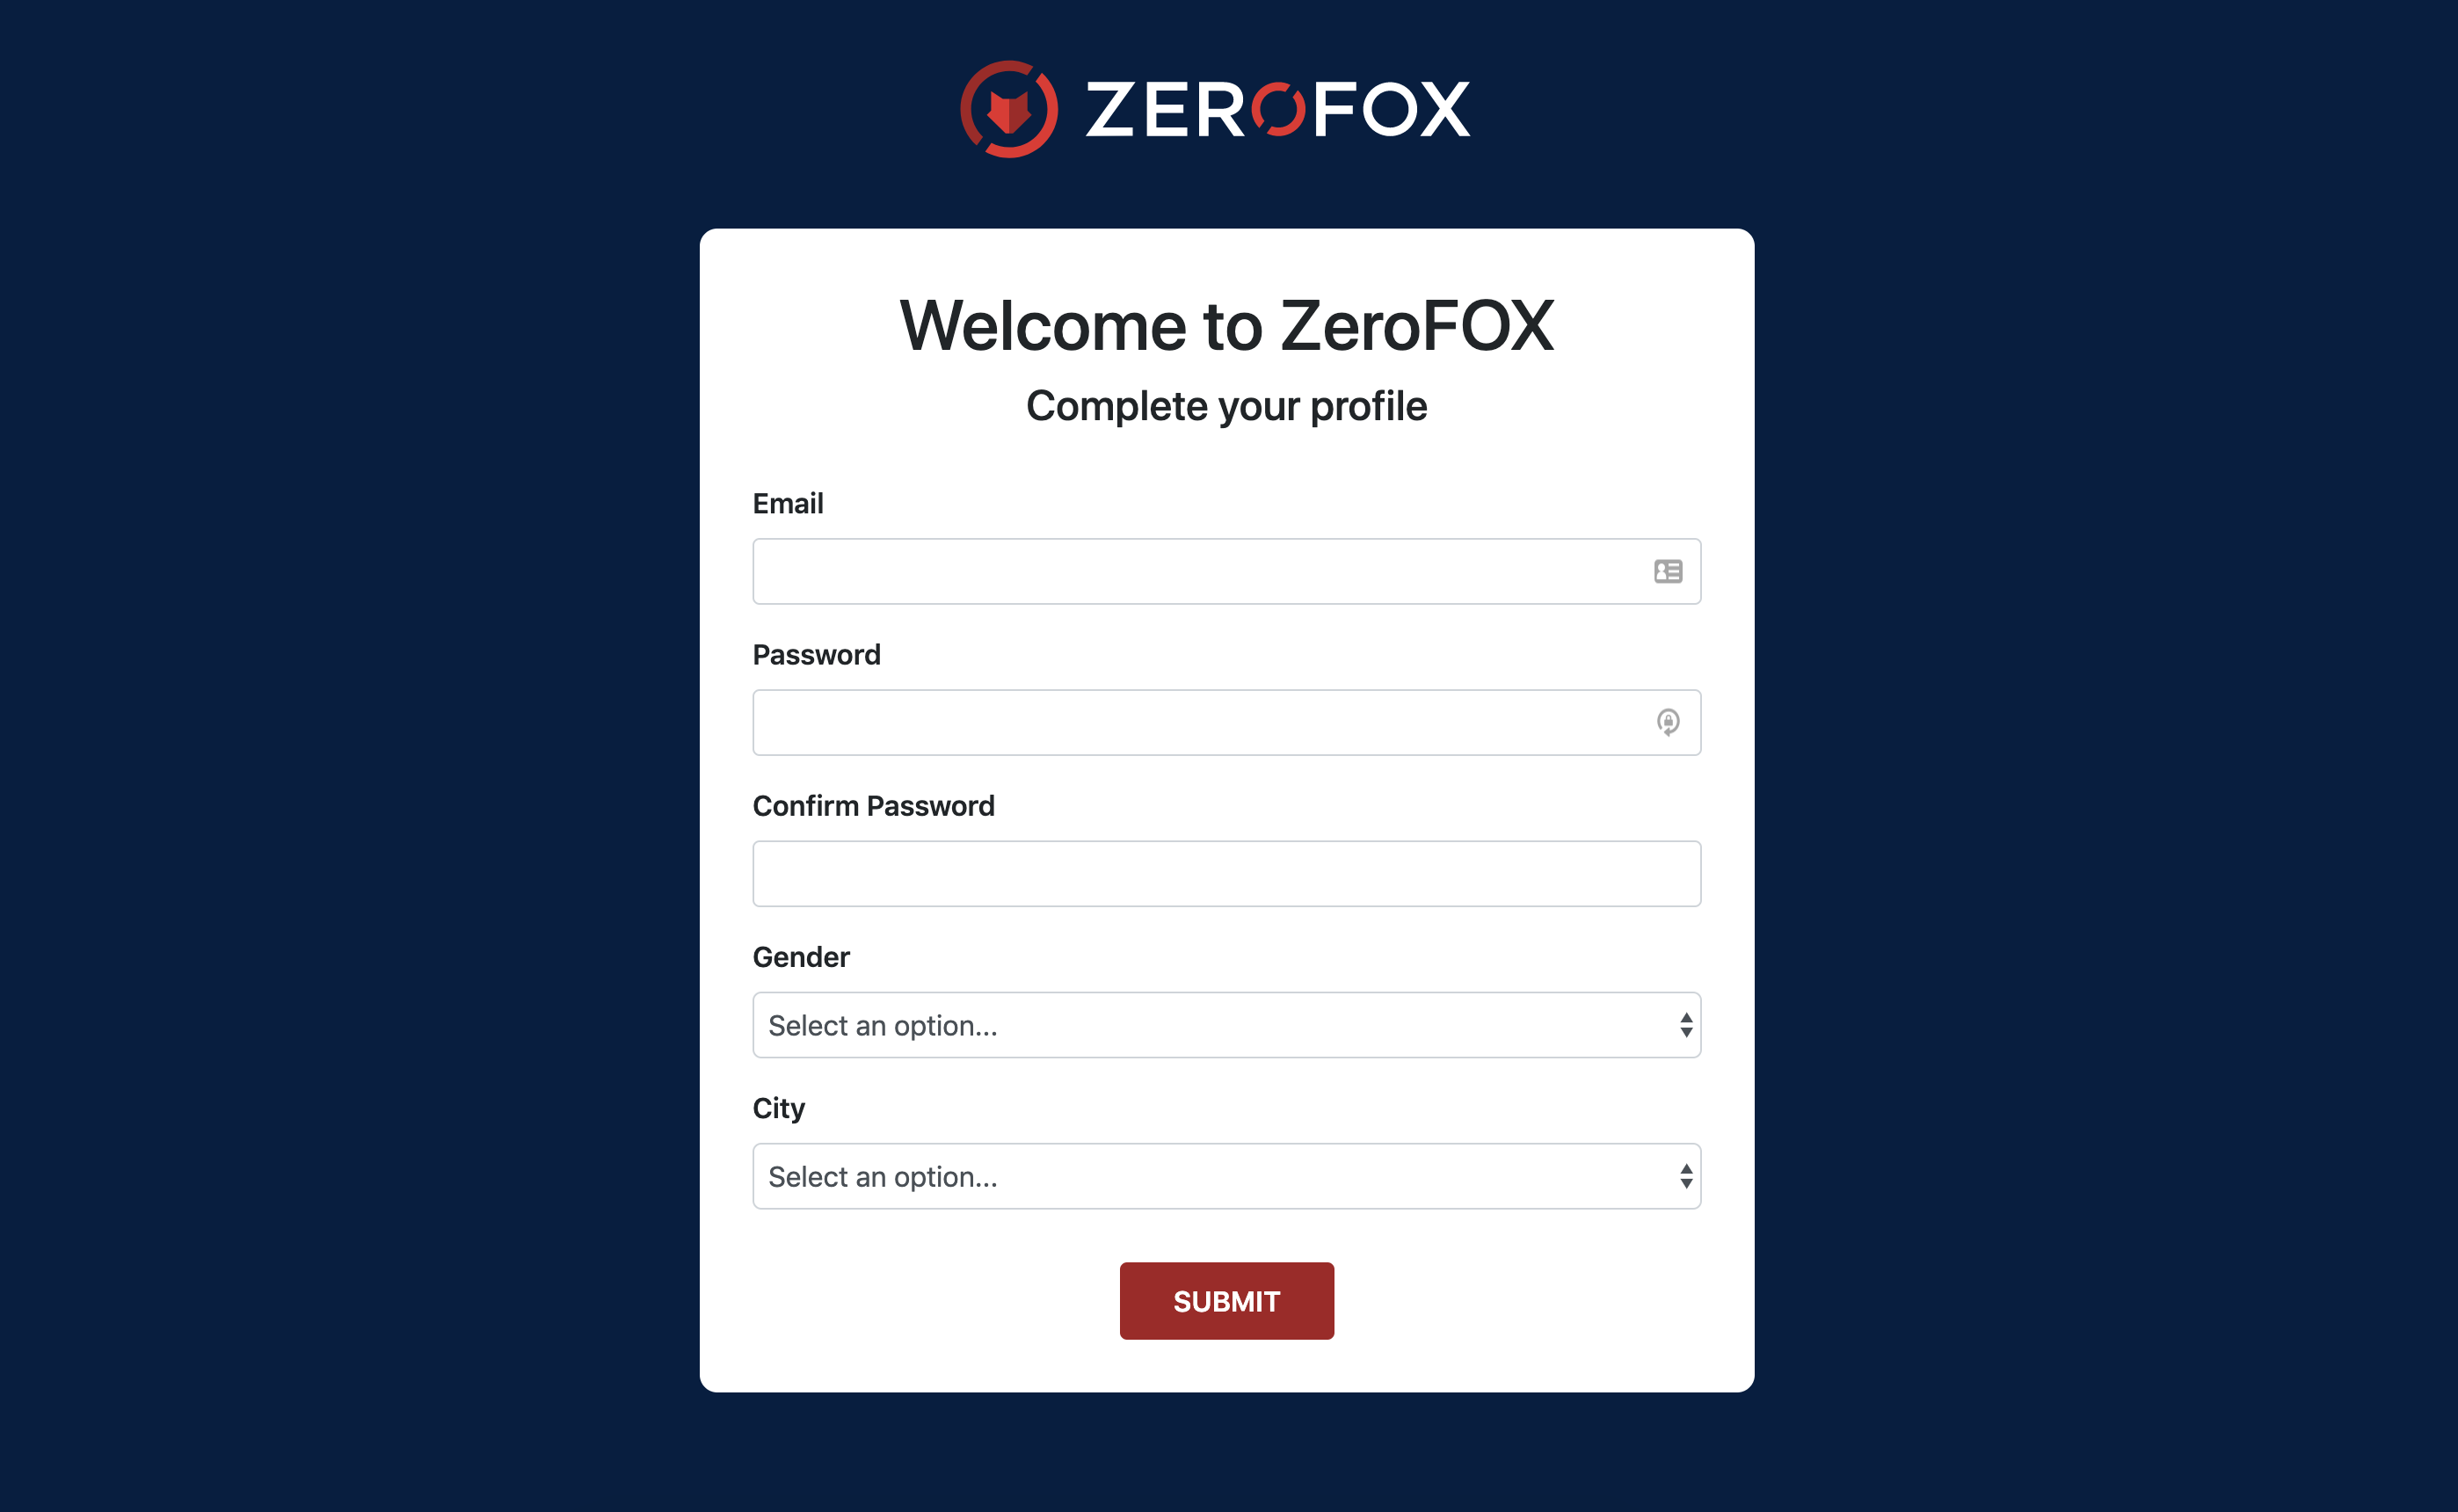 ZEROFOX
Welcome to ZeroFOX
Complete your profile
Email
Password
Confirm Password
Gender
Select an option...
City
Select an option...
SUBMIT